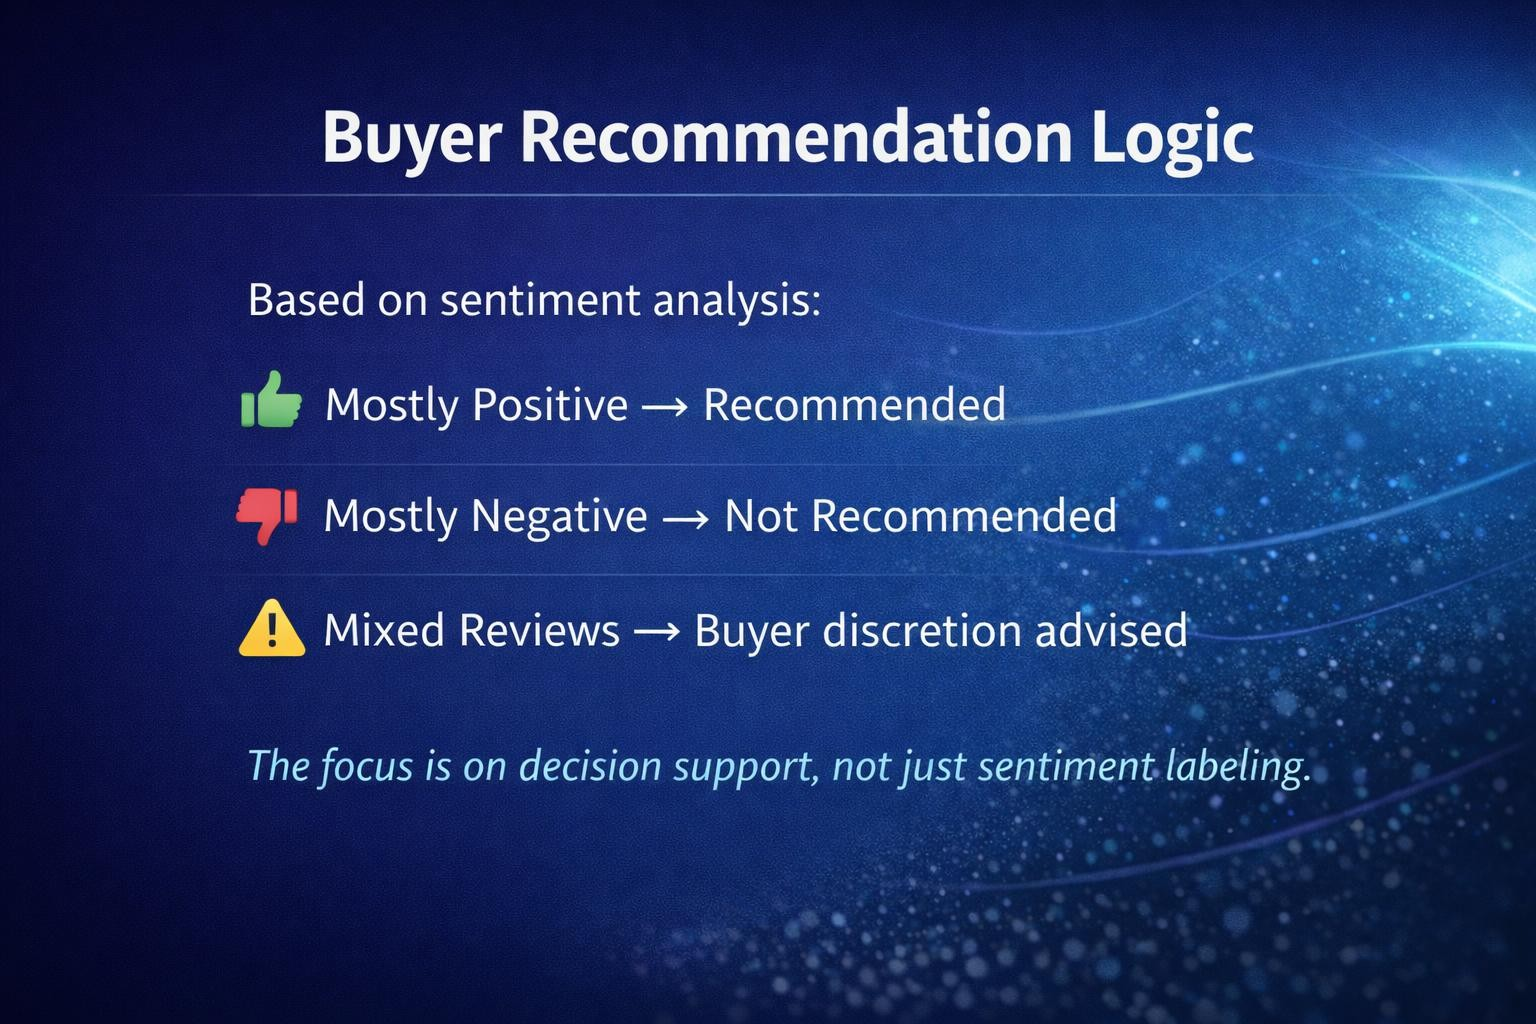 Buyer Recommendation Logic
Based on sentiment analysis:
Mostly Positive → Recommended
Mostly Negative → Not Recommended
Mixed Reviews → Buyer discretion advised
The focus is on decision support, not just sentiment labeling.